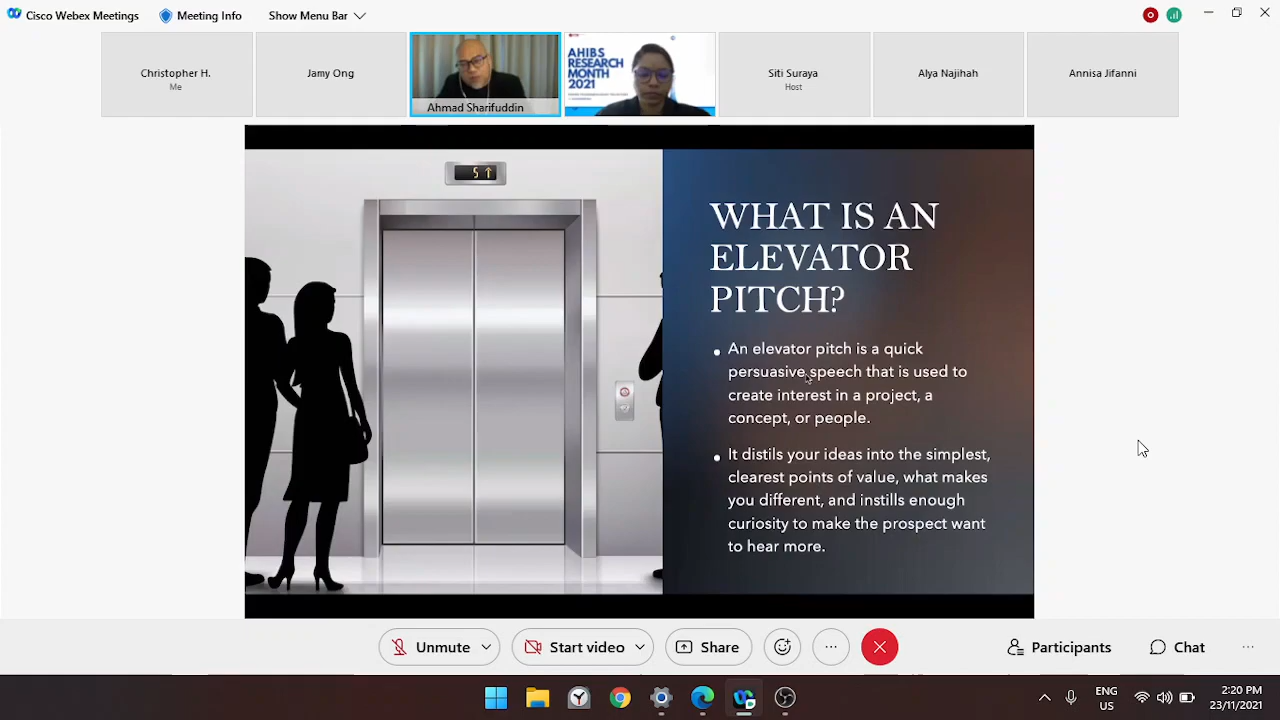 Cisco Webex Meetings
Meeting Info
Show Menu Bar
Christopher H.
Me
Jamy Ong
Ahmad Sharifuddin
AHIBS
RESEARCH
MONTH
2021
Siti Suraya
Host
Alya Najihah
Annisa Jifanni
5
WHAT IS AN
ELEVATOR
PITCH?
An elevator pitch is a quick
persuasive speech that is used to
create interest in a project, a
concept, or people.
It distils your ideas into the simplest,
clearest points of value, what makes
you different, and instills enough
curiosity to make the prospect want
to hear more.
Unmute
Start video
Share
Participants
Chat
ENG
US
2:20 PM
23/11/2021